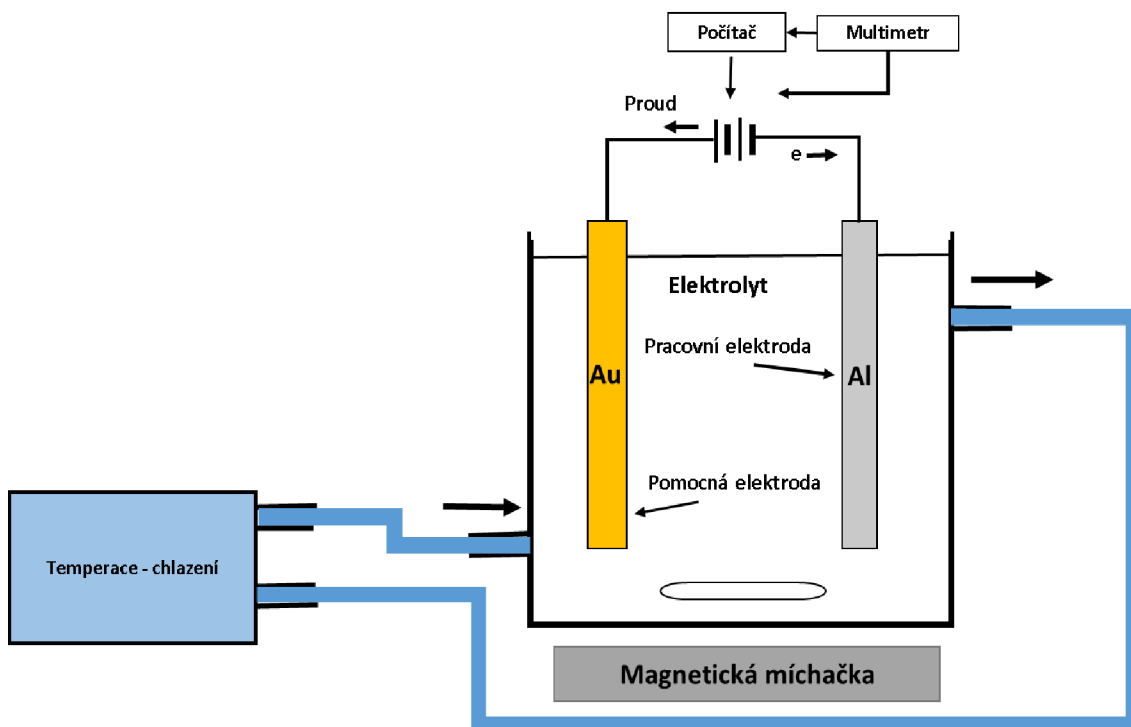 Počítač
Multimetr
Proud
e
Elektrolyt
Pracovní elektroda
Au
Al
Pomocná elektroda
Temperace - chlazení
Magnetická míchačka